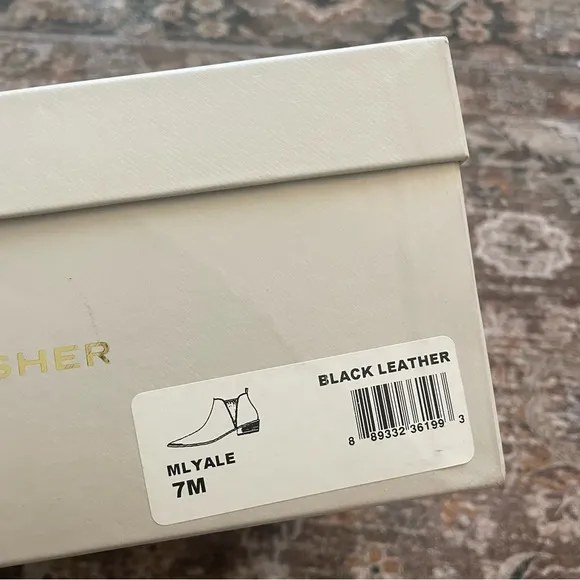 SHER
BLACK LEATHER
8 89332 36199 3
MLYALE
7M